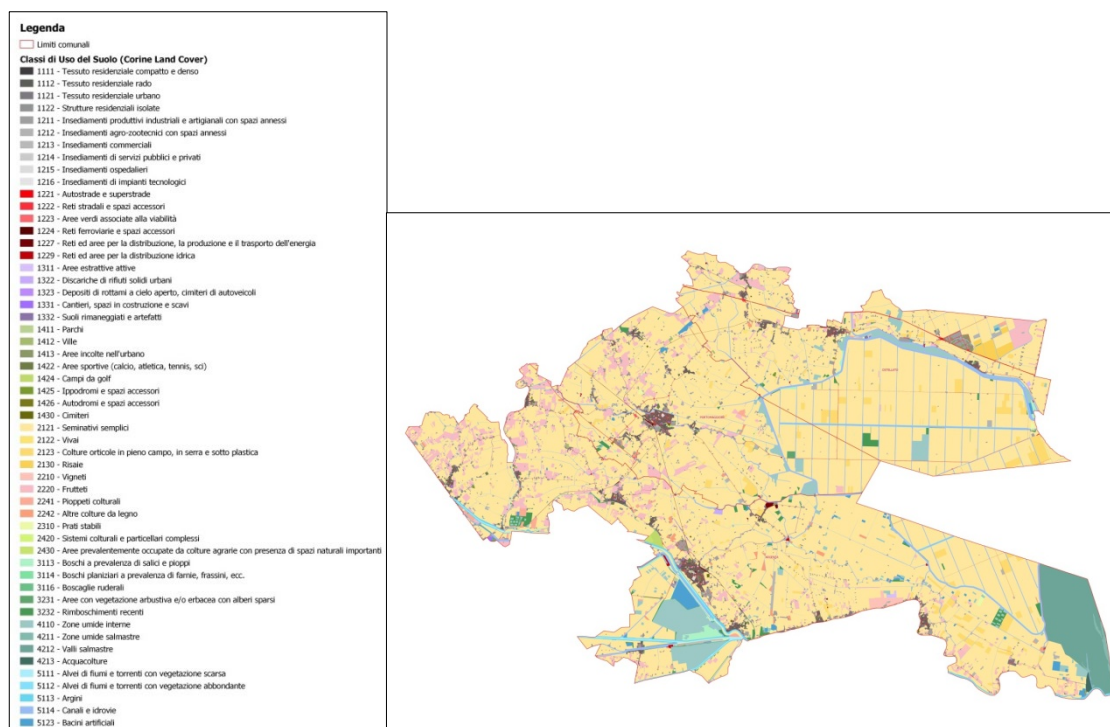 Legenda
Limiti comunali
Classi di Uso del Suolo (Corine Land Cover)
1111 - Tessuto residenziale compatto e denso
1112 - Tessuto residenziale rado
1121 - Tessuto residenziale urbano
1122 - Strutture residenziali isolate
1211 - Insediamenti produttivi industriali e artigianali con spazi annessi
1212 - Insediamenti agro-zootecnici con spazi annessi
1213 - Insediamenti commerciali
1214 - Insediamenti di servizi pubblici e privati
1215 - Insediamenti ospedalieri
1216 - Insediamenti di impianti tecnologici
1221 - Autostrade e superstrade
1222 - Reti stradali e spazi accessori
1223 - Aree verdi associate alla viabilità
1224 - Reti ferroviarie e spazi accessori
1227 - Reti ed aree per la distribuzione, la produzione e il trasporto dell'energia
1229 - Reti ed aree per la distribuzione idrica
1311 - Aree estrattive attive
1322 - Discariche di rifiuti solidi urbani
1323 - Depositi di rottami a cielo aperto, cimiteri di autoveicoli
1331 - Cantieri, spazi in costruzione e scavi
1332 - Suoli rimaneggiati e artefatti
1411 - Parchi
1412 - Ville
1413 - Aree incolte nell'urbano
1422 - Aree sportive (calcio, atletica, tennis, sci)
1424 - Campi da golf
1425 - Ippodromi e spazi accessori
1426 - Autodromi e spazi accessori
1430 - Cimiteri
2121 - Seminativi semplici
2122 - Vivai
2123 - Colture orticole in pieno campo, in serra e sotto plastica
2130 - Risaie
2210 - Vigneti
2220 - Frutteti
2241 - Pioppeti colturali
2242 - Altre colture da legno
2310 - Prati stabili
2420 - Sistemi colturali e particellari complessi
2430 - Aree prevalentemente occupate da colture agrarie con presenza di spazi naturali importanti
3113 - Boschi a prevalenza di salici e pioppi
3114 - Boschi planiziari a prevalenza di farnie, frassini, ecc.
3116 - Boscaglie ruderali
3231 - Aree con vegetazione arbustiva e/o erbacea con alberi sparsi
3232 - Rimboschimenti recenti
4110 - Zone umide interne
4211 - Zone umide salmastre
4212 - Valli salmastre
4213 - Acquacolture
5111 - Alvei di fiumi e torrenti con vegetazione scarsa
5112 - Alvei di fiumi e torrenti con vegetazione abbondante
5113 - Argini
5114 - Canali e idrovie
5123 - Bacini artificiali